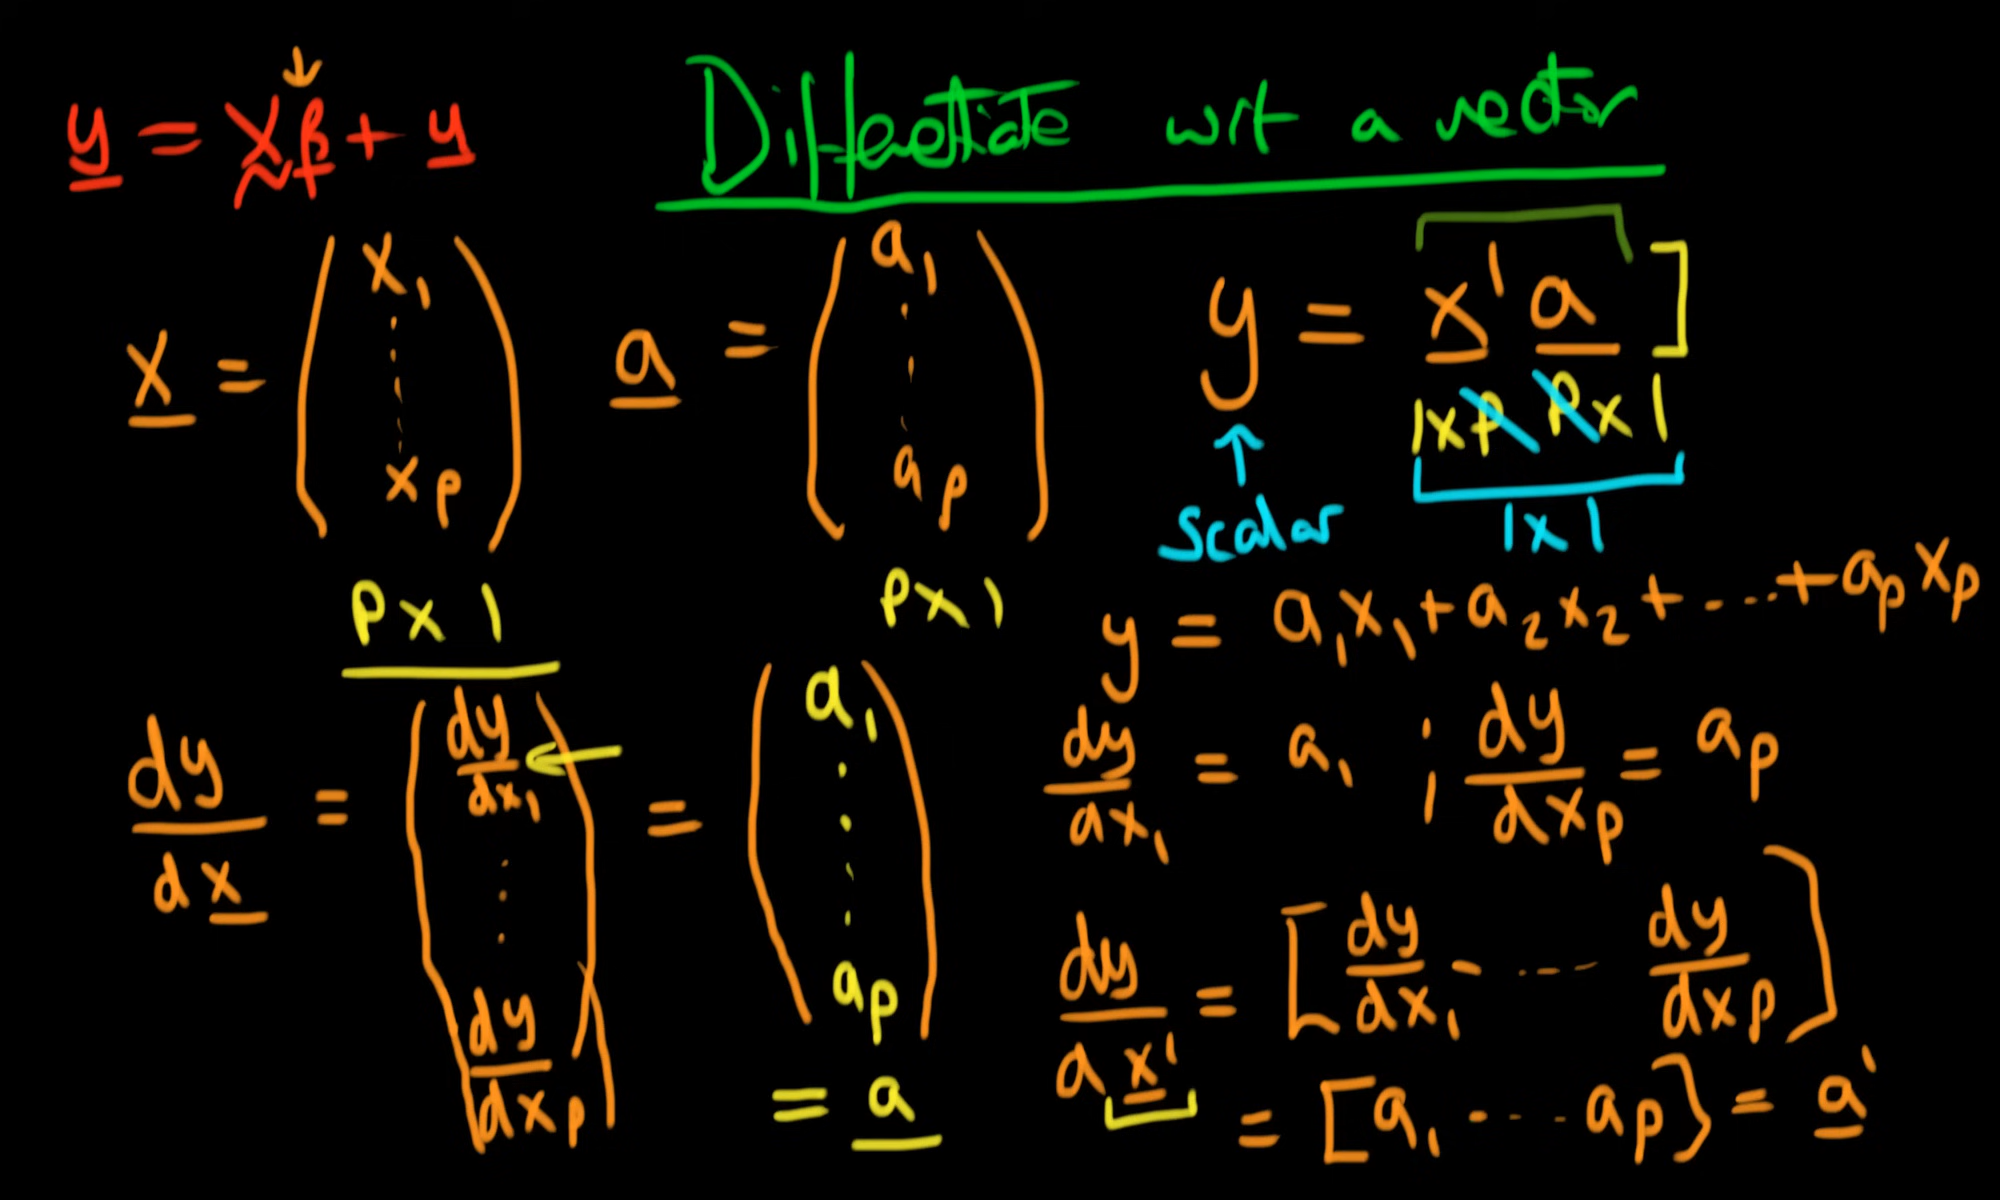 y = Xβ + y
Differentiate wrt a vector
x = ( x₁ ⋮ xₚ )
a = ( a₁ ⋮ aₚ )
y = x' a ]
1xp px1
1x1
scalar
px1
px1
y = a₁x₁ + a₂x₂ + ... + aₚxₚ
dy/dx₁ = a₁ ; dy/dxₚ = aₚ
dy/dx = ( dy/dx₁ ⋮ dy/dxₚ ) = ( a₁ ⋮ aₚ )
= a
dy/dx' = [ dy/dx₁ ---- dy/dxₚ ]
= [ a₁ ---- aₚ ] = a'